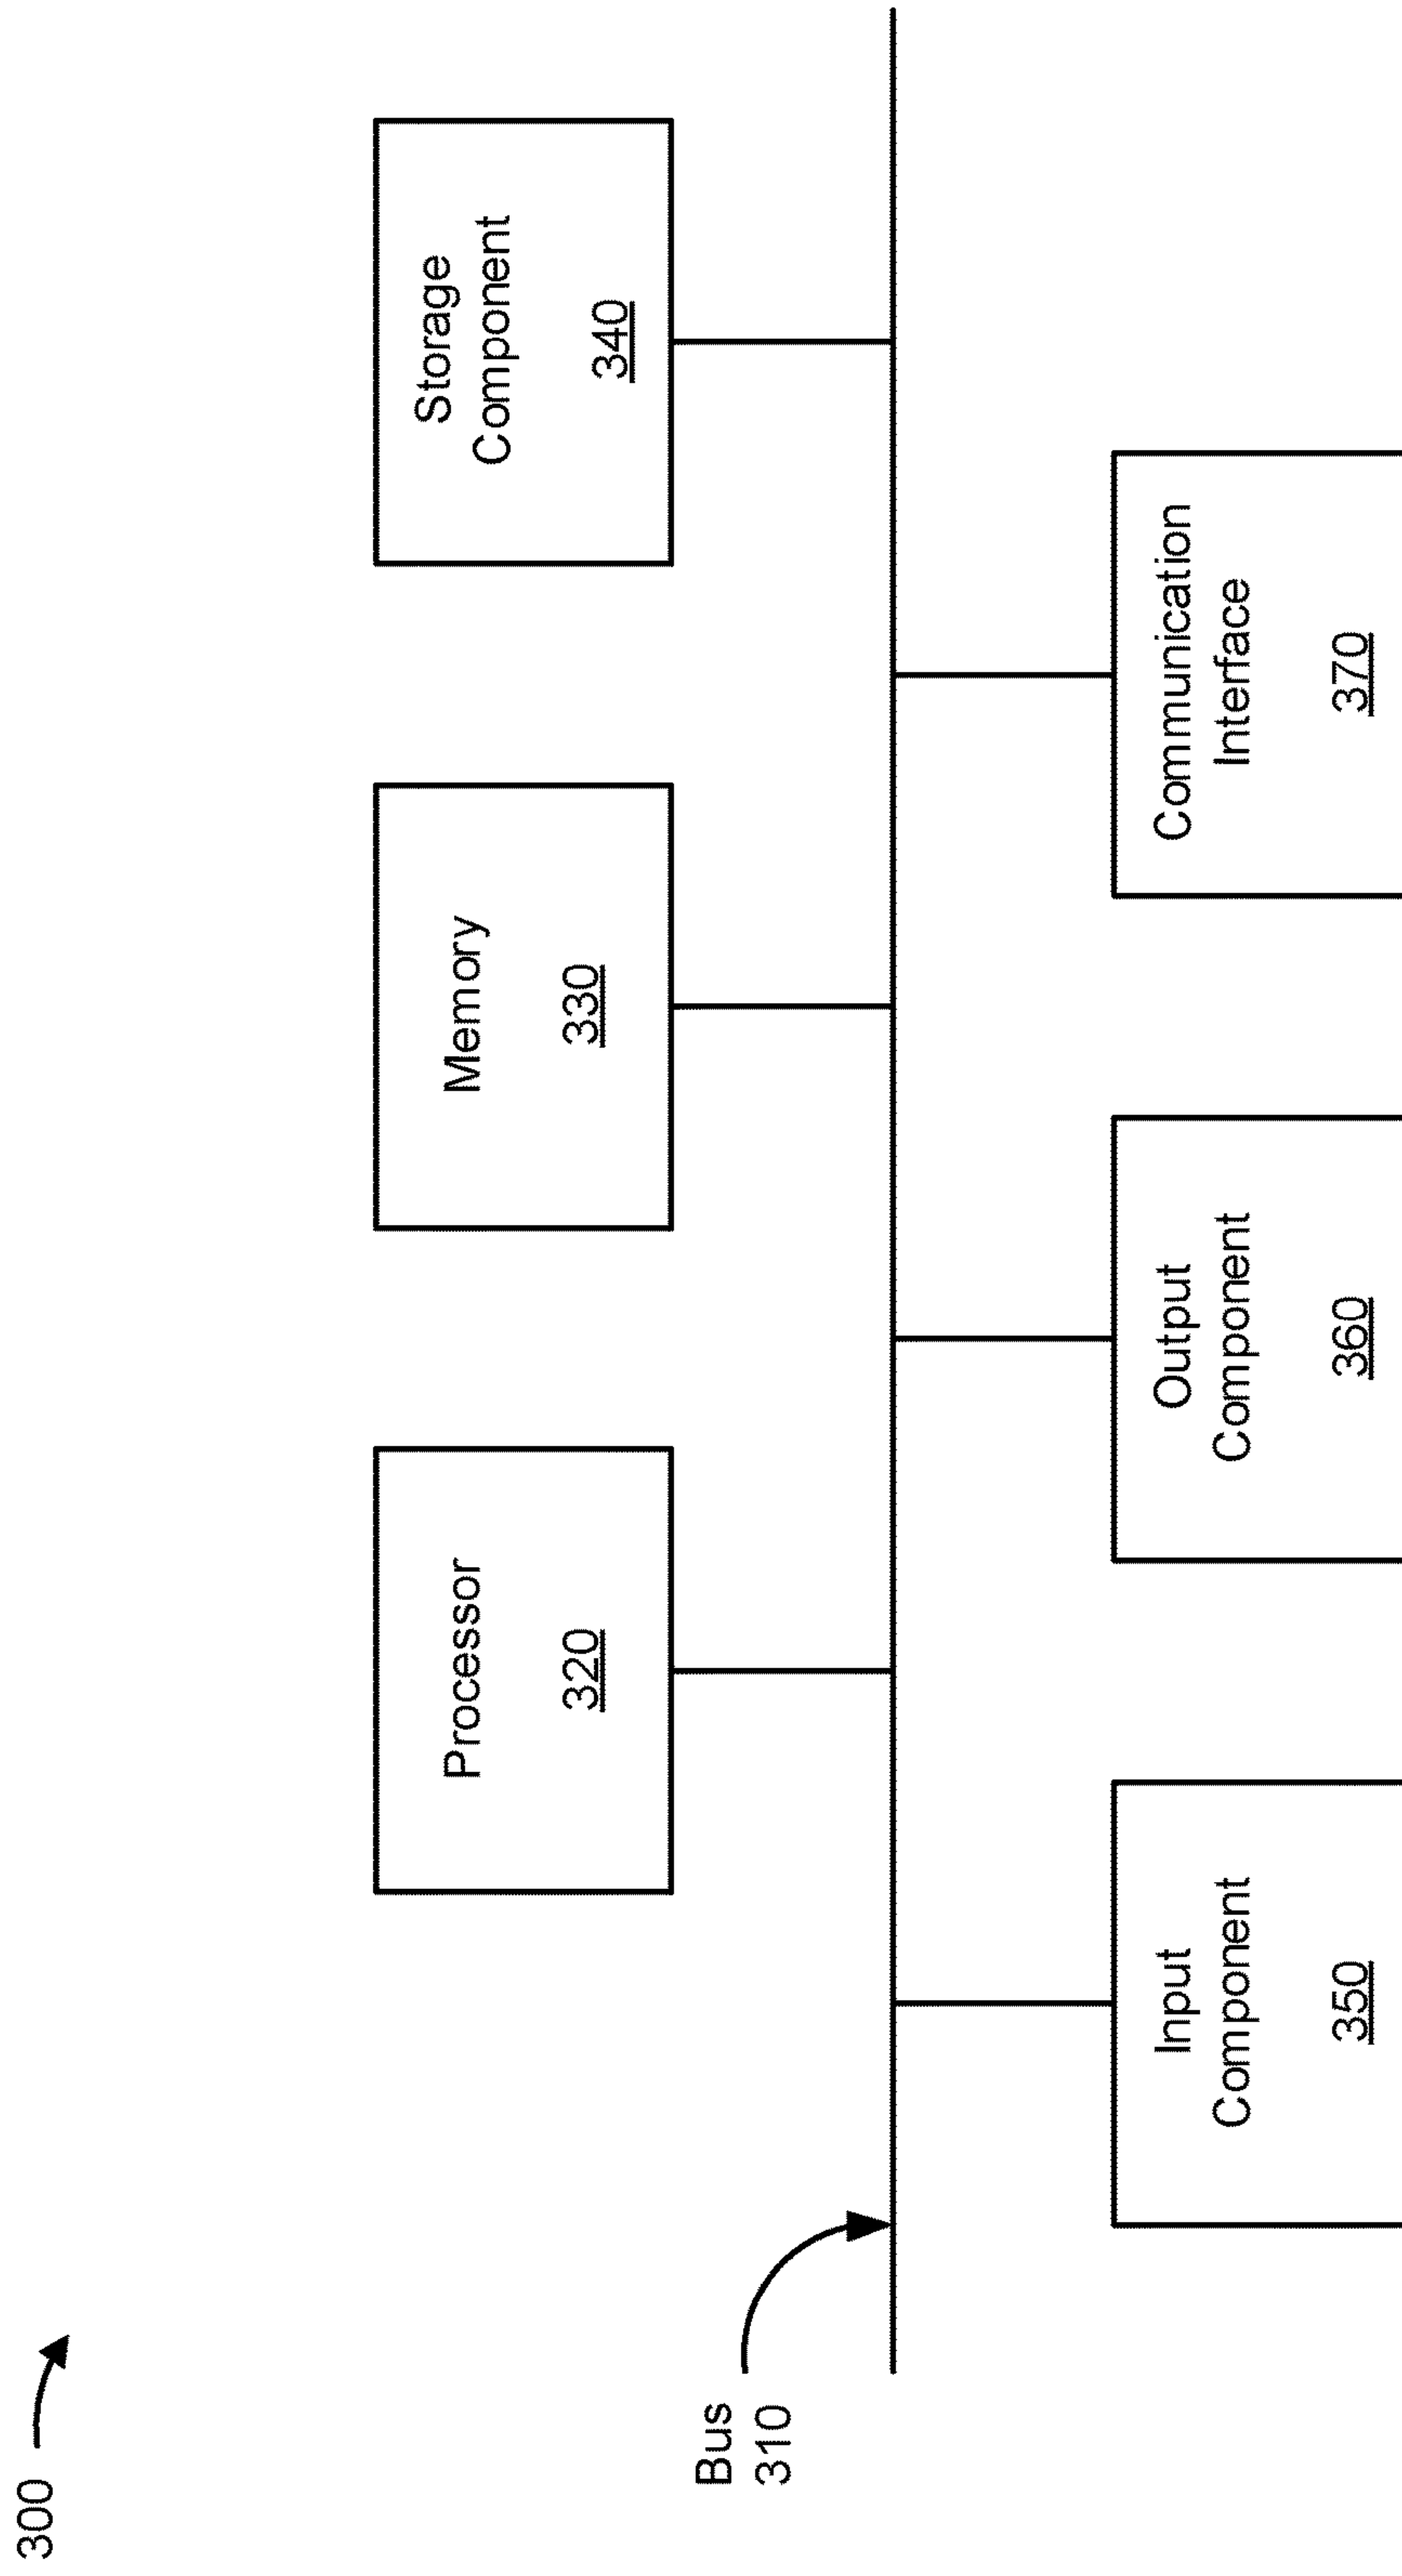 300
Processor
320
Memory
330
Storage
Component
340
Bus
310
Input
Component
350
Output
Component
360
Communication
Interface
370